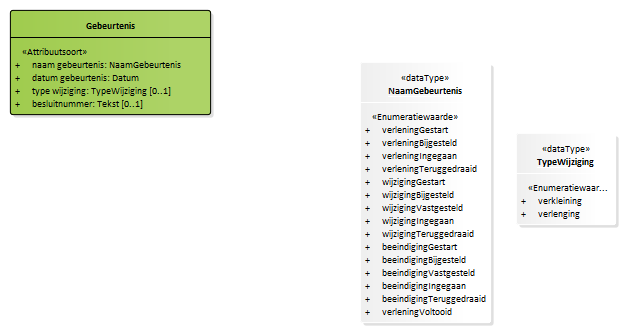 Gebeurtenis
«Attribuutsoort»
+ naam gebeurtenis: NaamGebeurtenis
+ datum gebeurtenis: Datum
+ type wijziging: TypeWijziging [0..1]
+ besluitnummer: Tekst [0..1]
«dataType»
NaamGebeurtenis
«Enumeratiewaarde»
+ verleningGestart
+ verleningBijgesteld
+ verleningIngegaan
+ verleningTeruggedraaid
+ wijzigingGestart
+ wijzigingBijgesteld
+ wijzigingVastgesteld
+ wijzigingIngegaan
+ wijzigingTeruggedraaid
+ beeindigingGestart
+ beeindigingBijgesteld
+ beeindigingVastgesteld
+ beeindigingIngegaan
+ beeindigingTeruggedraaid
+ verleningVoltooid
«dataType»
TypeWijziging
«Enumeratiewaar...
+ verkleining
+ verlenging